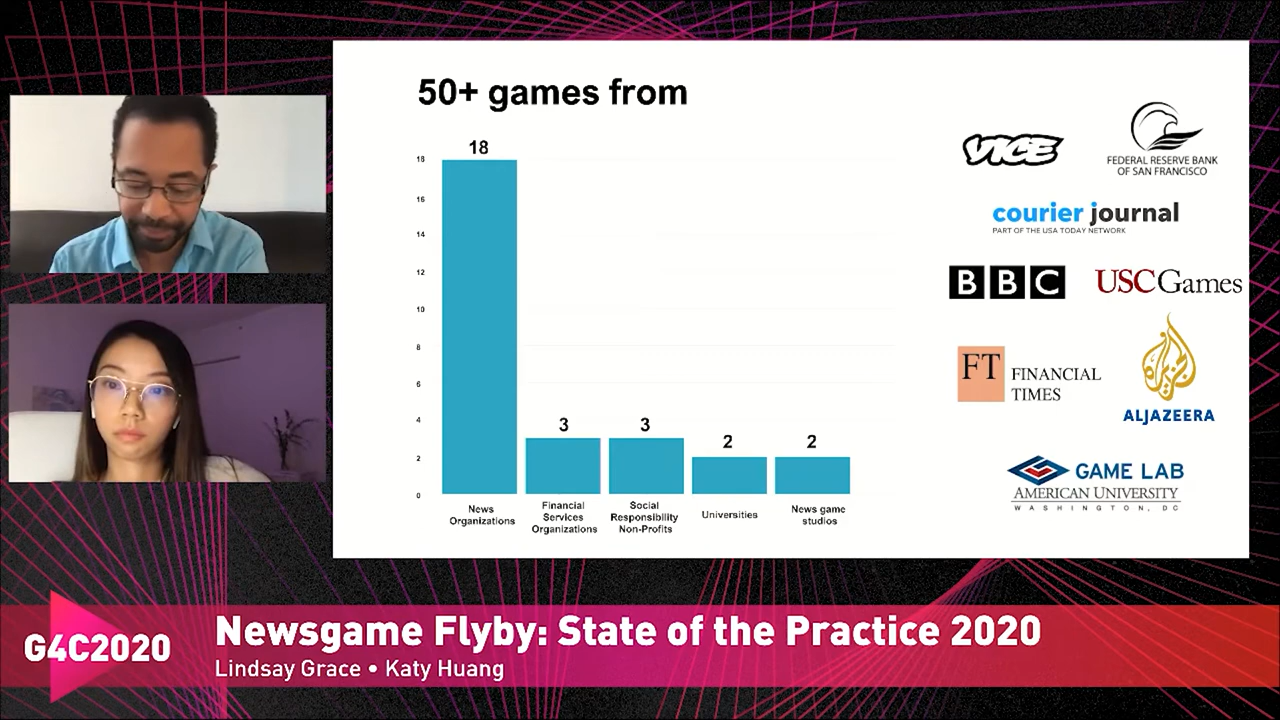 50+ games from
18
18
16
14
12
10
8
6
4
2
0
3
3
2
2
News
Organizations
Financial
Services
Organizations
Social
Responsibility
Non-Profits
Universities
News game
studios
VICE
FEDERAL RESERVE BANK
OF SAN FRANCISCO
courier journal
PART OF THE USA TODAY NETWORK
BBC
USCGames
FT FINANCIAL
TIMES
الجزيرة
ALJAZEERA
GAME LAB
AMERICAN UNIVERSITY
WASHINGTON, DC
G4C2020
Newsgame Flyby: State of the Practice 2020
Lindsay Grace • Katy Huang